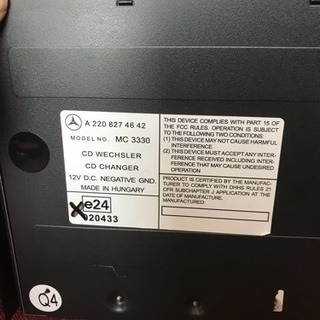 A 220 827 46 42
MODEL NO. MC 3330
CD WECHSLER
CD CHANGER
12V D.C. NEGATIVE GND.
MADE IN HUNGARY
e24
020433
THIS DEVICE COMPLIES WITH PART 15 OF
THE FCC RULES. OPERATION IS SUBJECT
TO THE FOLLOWING TWO CONDITIONS:
(1) THIS DEVICE MAY NOT CAUSE HARMFUL
INTERFERENCE.
(2) THIS DEVICE MUST ACCEPT ANY INTER-
FERENCE RECEIVED INCLUDING INTER-
FERENCE THAT MAY CAUSE UNDESIRED
OPERATION
PRODUCT IS CERTIFIED BY THE MANUFAC-
TURER TO COMPLY WITH DHHS RULES 21
CFR SUBCHAPTER J APPLICATION AT THE
DATE OF MANUFACTURE.
Q4